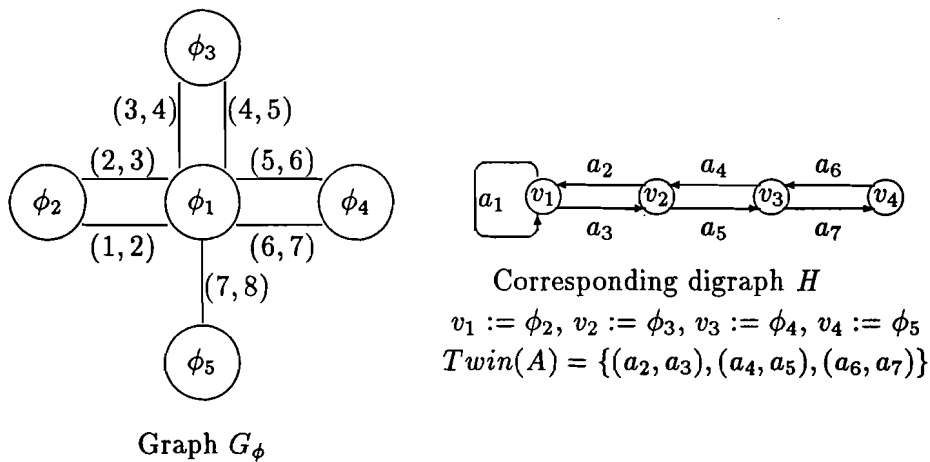 ϕ₃
(3, 4) (4, 5)
(2, 3) (5, 6)
ϕ₂ ϕ₁ ϕ₄
(1, 2) (6, 7)
(7, 8)
ϕ₅
Graph G_ϕ
a₂ a₄ a₆
a₁ v₁ v₂ v₃ v₄
a₃ a₅ a₇
Corresponding digraph H
v₁ := ϕ₂, v₂ := ϕ₃, v₃ := ϕ₄, v₄ := ϕ₅
Twin(A) = {(a₂, a₃), (a₄, a₅), (a₆, a₇)}